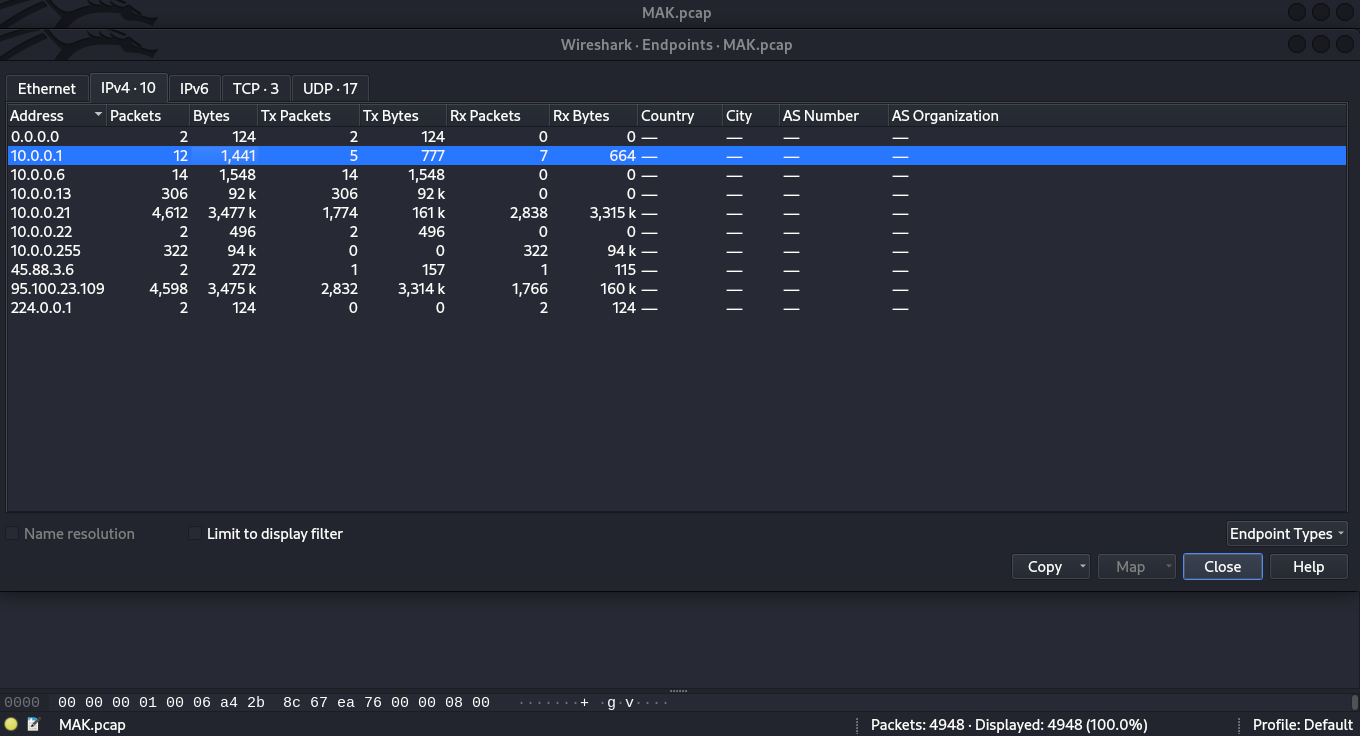 MAK.pcap
Wireshark · Endpoints · MAK.pcap
Ethernet IPv4 · 10 IPv6 TCP · 3 UDP · 17
Address Packets Bytes Tx Packets Tx Bytes Rx Packets Rx Bytes Country City AS Number AS Organization
0.0.0.0 2 124 2 124 0 0 — — — —
10.0.0.1 12 1,441 5 777 7 664 — — — —
10.0.0.6 14 1,548 14 1,548 0 0 — — — —
10.0.0.13 306 92 k 306 92 k 0 0 — — — —
10.0.0.21 4,612 3,477 k 1,774 161 k 2,838 3,315 k — — — —
10.0.0.22 2 496 2 496 0 0 — — — —
10.0.0.255 322 94 k 0 0 322 94 k — — — —
45.88.3.6 2 272 1 157 1 115 — — — —
95.100.23.109 4,598 3,475 k 2,832 3,314 k 1,766 160 k — — — —
224.0.0.1 2 124 0 0 2 124 — — — —
Name resolution Limit to display filter Endpoint Types
Copy Map Close Help
0000 00 00 00 01 00 06 a4 2b 8c 67 ea 76 00 00 08 00 ·······+ ·g·v····
MAK.pcap Packets: 4948 · Displayed: 4948 (100.0%) Profile: Default